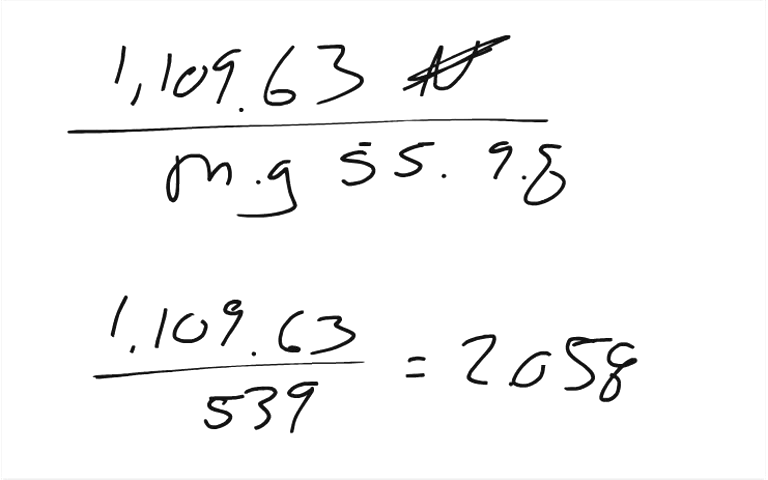 1,109.63 N
m.g 55. 9.8
1,109.63
539
= 2.058